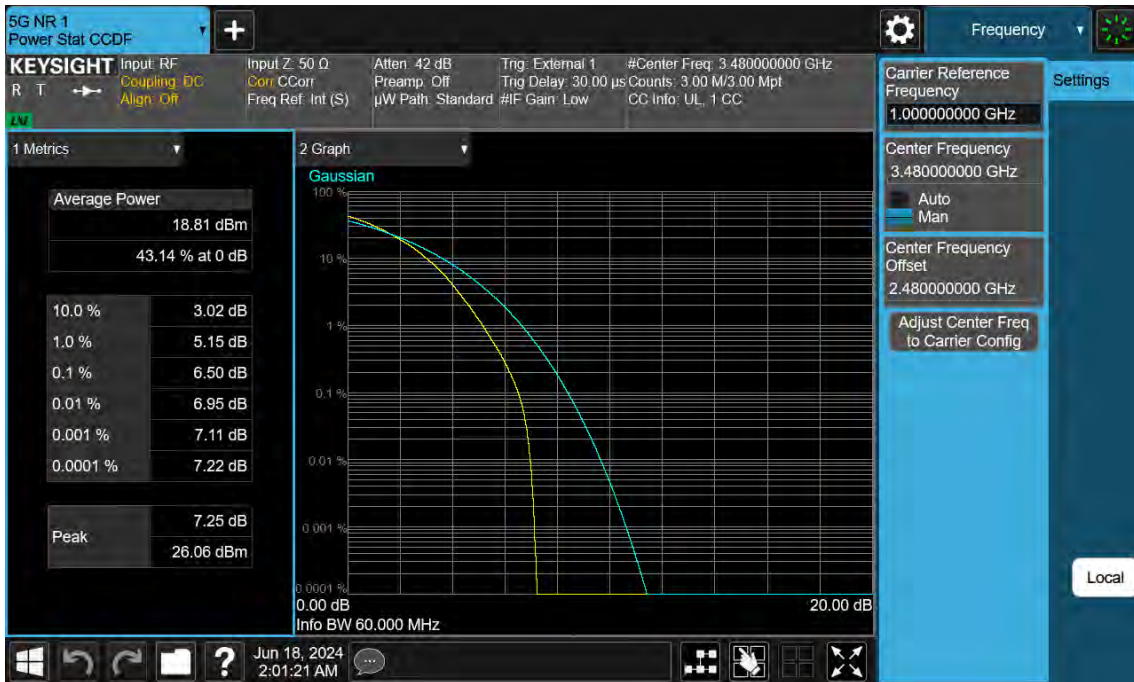 5G NR 1
Power Stat CCDF
Frequency
KEYSIGHT
R T
LNI
Input: RF
Coupling: DC
Align: Off
Input Z: 50 Ω
Corr CCorr
Freq Ref: Int (S)
Atten: 42 dB
Preamp: Off
µW Path: Standard
Trig: External 1
Trig Delay: 30.00 µs
#IF Gain: Low
#Center Freq: 3.480000000 GHz
Counts: 3.00 M/3.00 Mpt
CC Info: UL, 1 CC
1 Metrics
Average Power
18.81 dBm
43.14 % at 0 dB
10.0 % 3.02 dB
1.0 % 5.15 dB
0.1 % 6.50 dB
0.01 % 6.95 dB
0.001 % 7.11 dB
0.0001 % 7.22 dB
Peak
7.25 dB
26.06 dBm
2 Graph
Gaussian
100 %
10 %
1 %
0.1 %
0.01 %
0.001 %
0.0001 %
0.00 dB 20.00 dB
Info BW 60.000 MHz
Carrier Reference
Frequency
1.000000000 GHz
Center Frequency
3.480000000 GHz
Auto
Man
Center Frequency
Offset
2.480000000 GHz
Adjust Center Freq
to Carrier Config
Settings
Local
?
Jun 18, 2024
2:01:21 AM